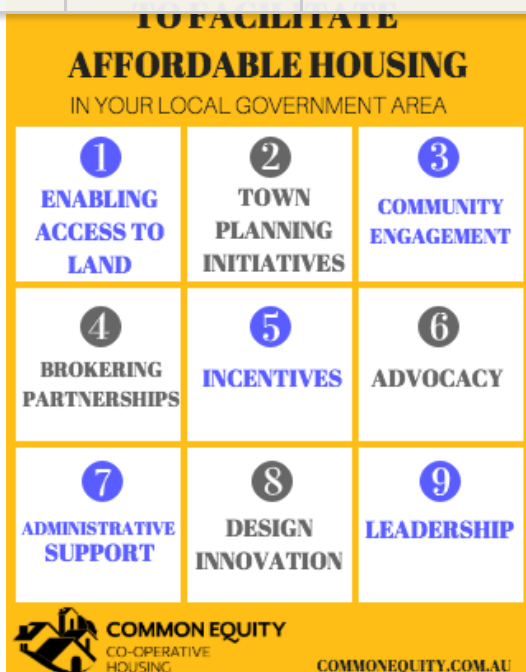 TO FACILITATE
AFFORDABLE HOUSING
IN YOUR LOCAL GOVERNMENT AREA
1
ENABLING
ACCESS TO
LAND
2
TOWN
PLANNING
INITIATIVES
3
COMMUNITY
ENGAGEMENT
4
BROKERING
PARTNERSHIPS
5
INCENTIVES
6
ADVOCACY
7
ADMINISTRATIVE
SUPPORT
8
DESIGN
INNOVATION
9
LEADERSHIP
COMMON EQUITY
CO-OPERATIVE
HOUSING
COMMONEQUITY.COM.AU